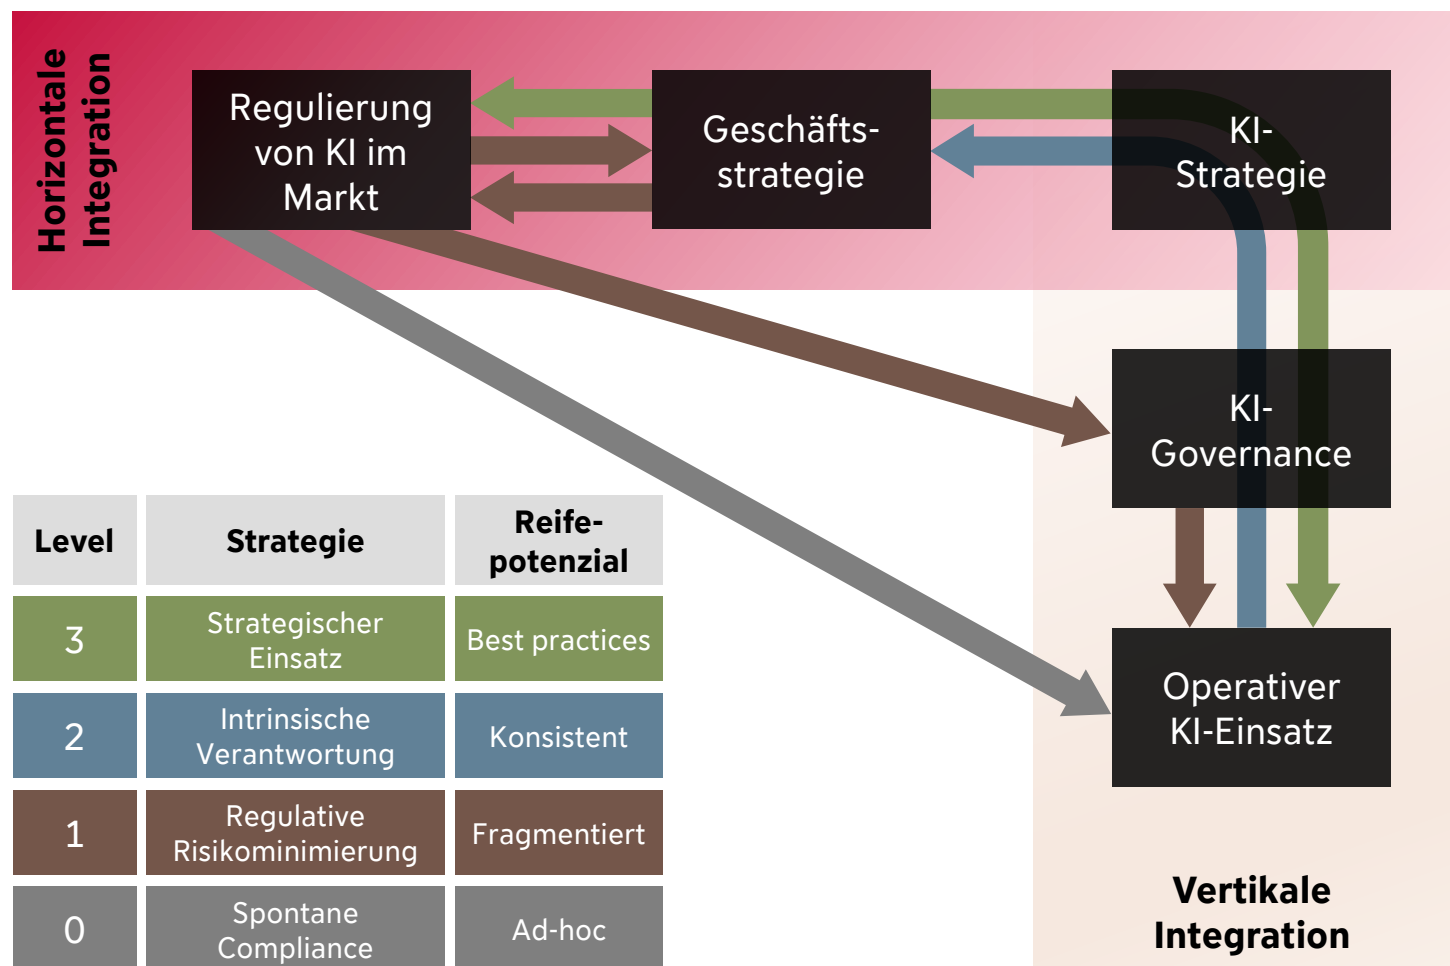 Horizontale
Integration
Regulierung
von KI im
Markt
Geschäfts-
strategie
KI-
Strategie
KI-
Governance
Operativer
KI-Einsatz
Vertikale
Integration
Level
Strategie
Reife-
potenzial
3
Strategischer
Einsatz
Best practices
2
Intrinsische
Verantwortung
Konsistent
1
Regulative
Risikominimierung
Fragmentiert
0
Spontane
Compliance
Ad-hoc